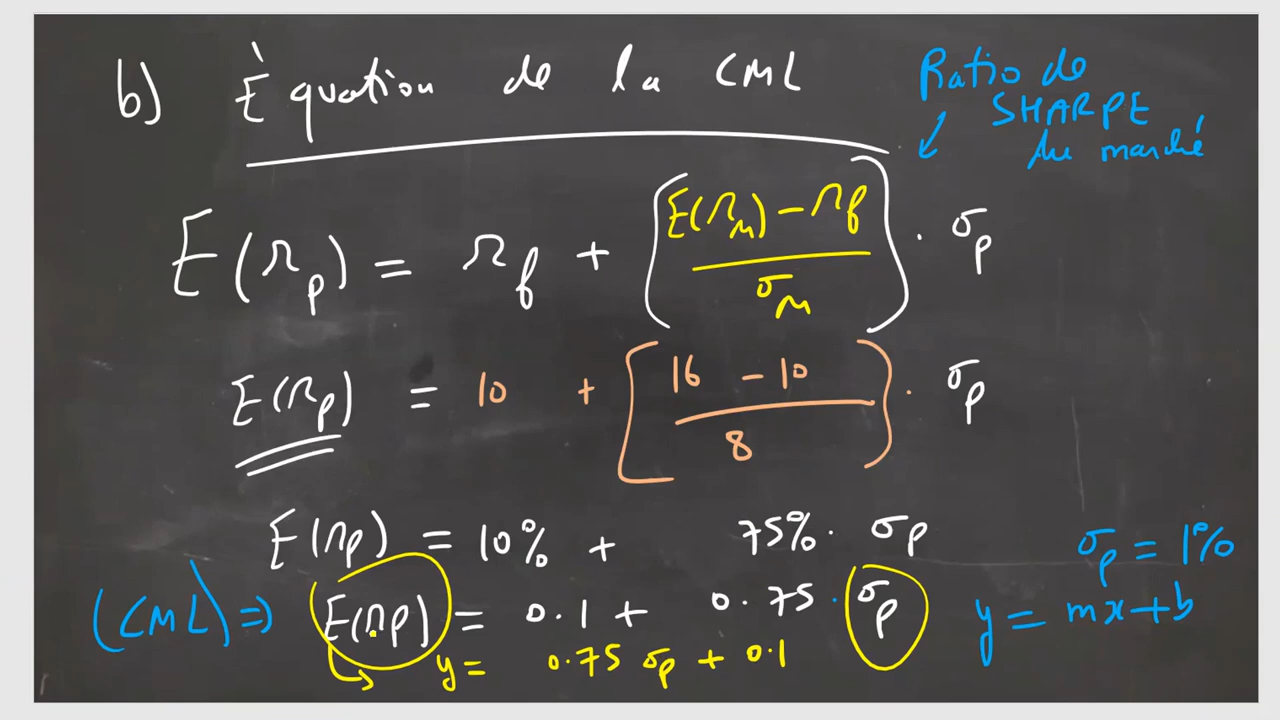 b) Équation de la CML
Ratio de
SHARPE
du marché
E(rp) = rf + [E(rM) - rf / σM] · σp
E(rp) = 10 + [16 - 10 / 8] · σp
E(rp) = 10% + 75% · σp
σp = 1%
(CML) => E(rp) = 0.1 + 0.75 · σp
y = mx + b
y = 0.75 σp + 0.1